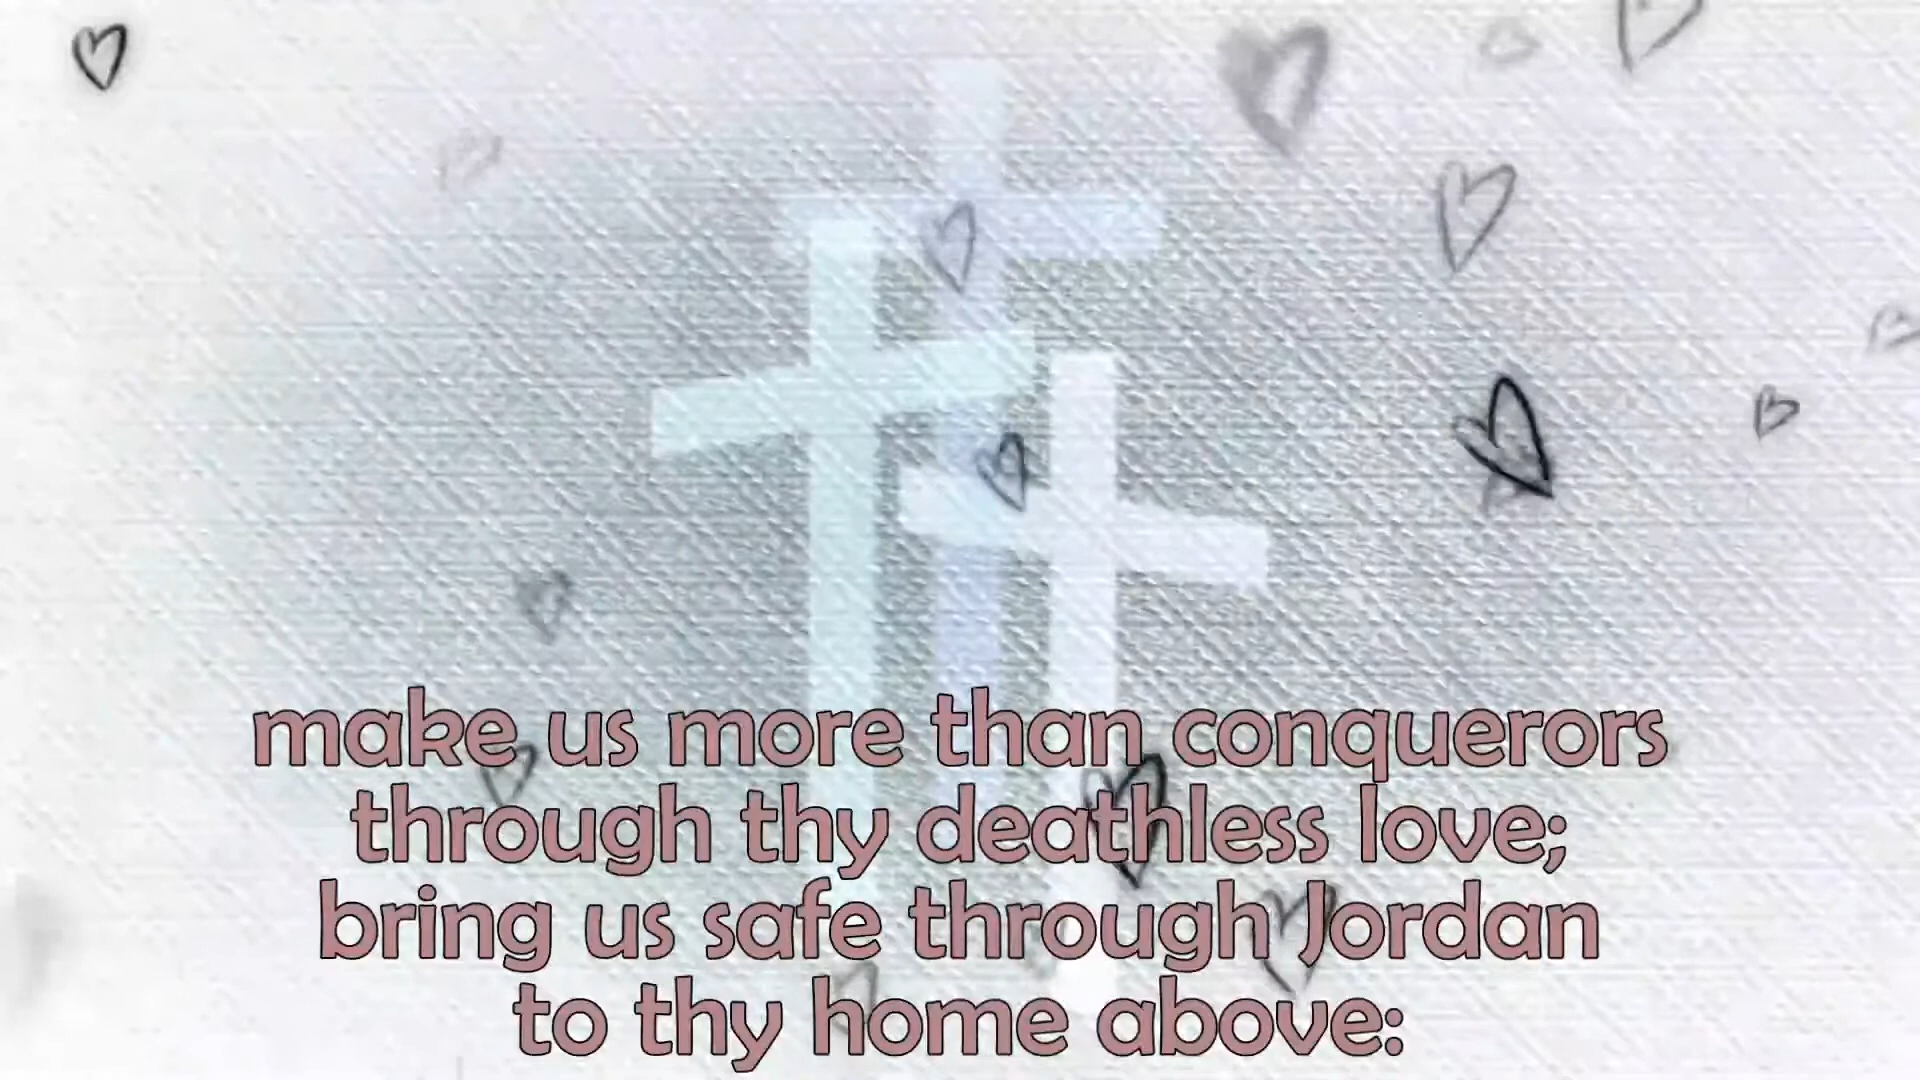 make us more than conquerors
through thy deathless love;
bring us safe through Jordan
to thy home above: